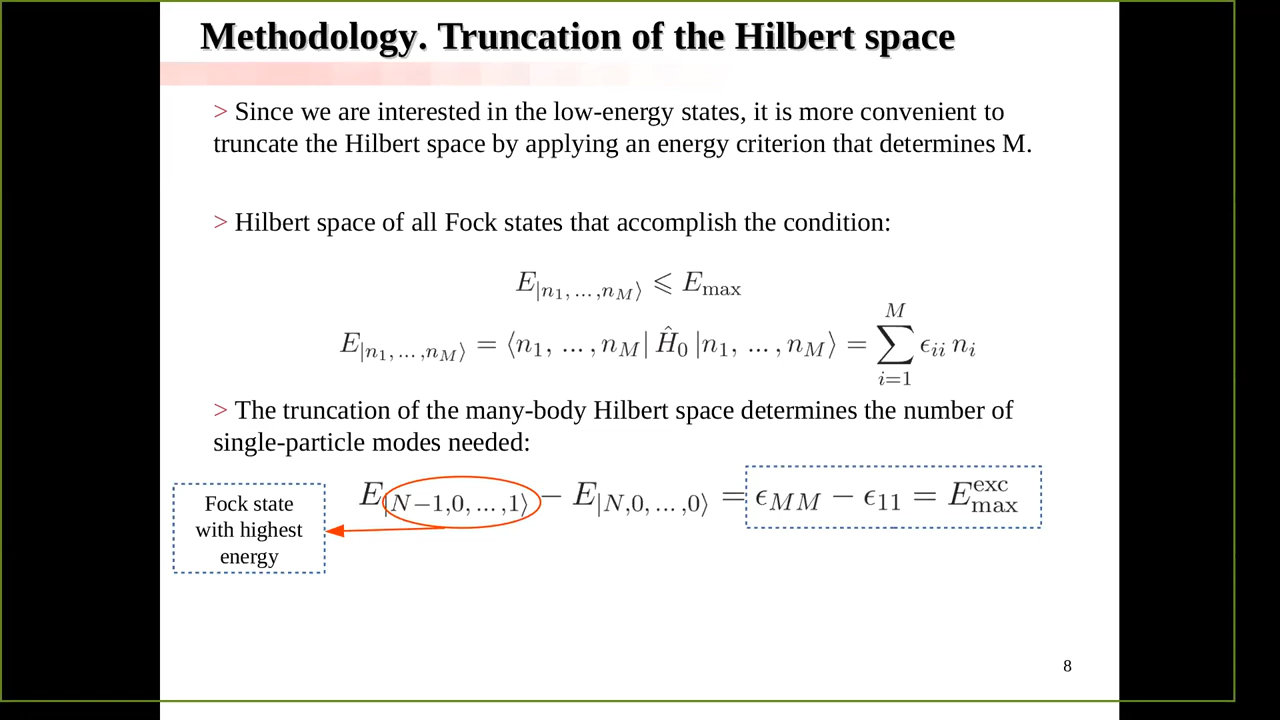 Methodology. Truncation of the Hilbert space
> Since we are interested in the low-energy states, it is more convenient to
truncate the Hilbert space by applying an energy criterion that determines M.
> Hilbert space of all Fock states that accomplish the condition:
E_{|n_1, ... ,n_M⟩} ⩽ E_max
E_{|n_1, ... ,n_M⟩} = ⟨n_1, ... , n_M| Ĥ_0 |n_1, ... , n_M⟩ = ∑_{i=1}^{M} ϵ_{ii} n_i
> The truncation of the many-body Hilbert space determines the number of
single-particle modes needed:
E_{|N−1,0, ... ,1⟩} − E_{|N,0, ... ,0⟩} = ϵ_{MM} − ϵ_{11} = E_{max}^{exc}
Fock state
with highest
energy
8